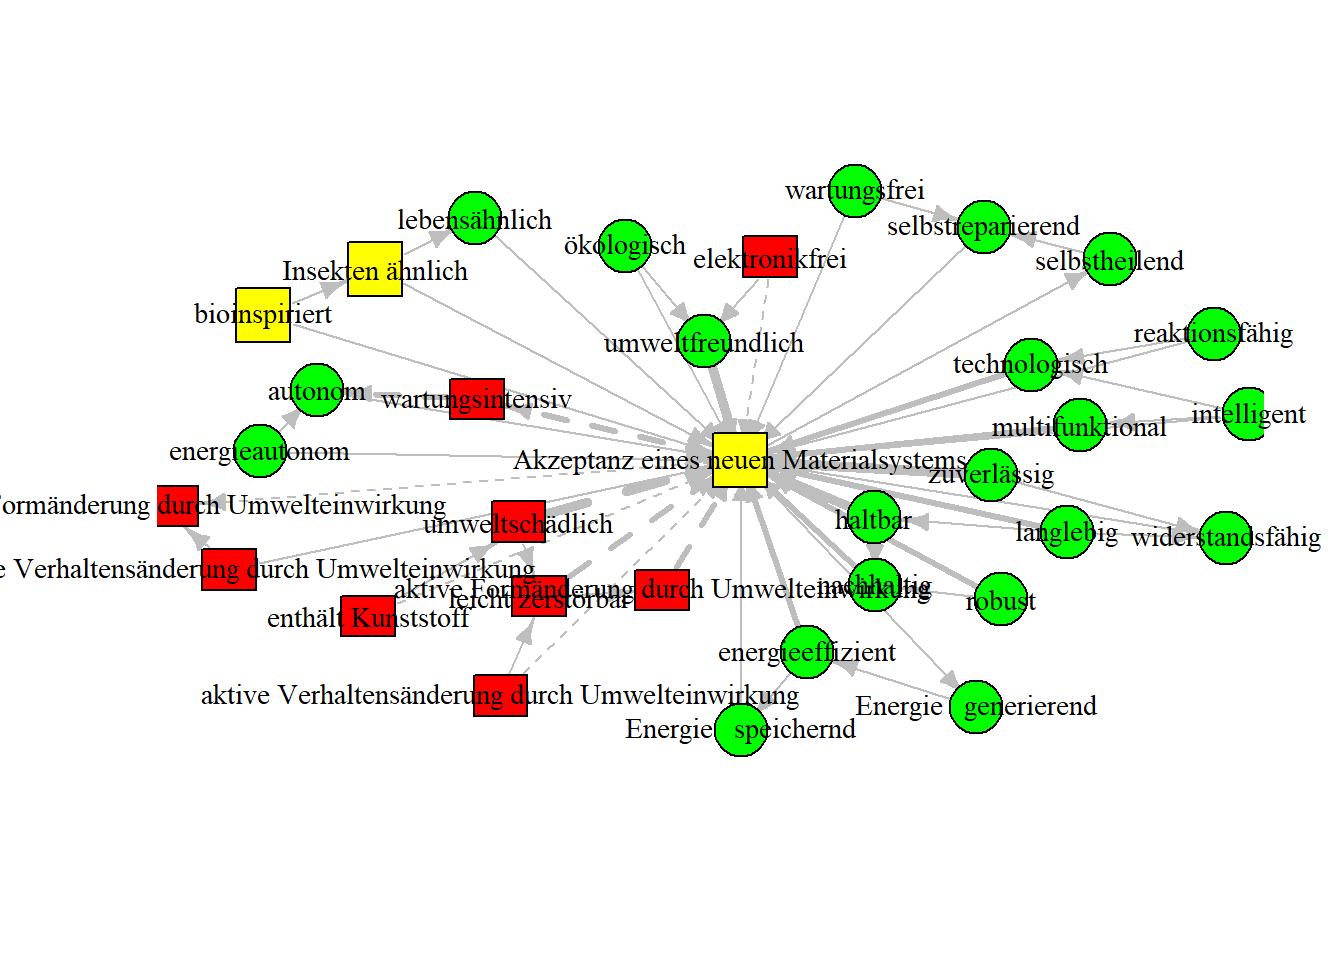 wartungsfrei
lebensähnlich
selbstreparierend
ökologisch
elektronikfrei
selbstheilend
Insekten ähnlich
bioinspiriert
reaktionsfähig
umweltfreundlich
technologisch
autonom
wartungsintensiv
intelligent
multifunktional
energieautonom
Akzeptanz eines neuen Materialsystems
zuverlässig
Formänderung durch Umwelteinwirkung
haltbar
umweltschädlich
langlebig
widerstandsfähig
e Verhaltensänderung durch Umwelteinwirkung
nachhaltig
aktive Formänderung durch Umwelteinwirkung
leicht zerstörbar
robust
enthält Kunststoff
energieeffizient
aktive Verhaltensänderung durch Umwelteinwirkung
Energie generierend
Energie speichernd